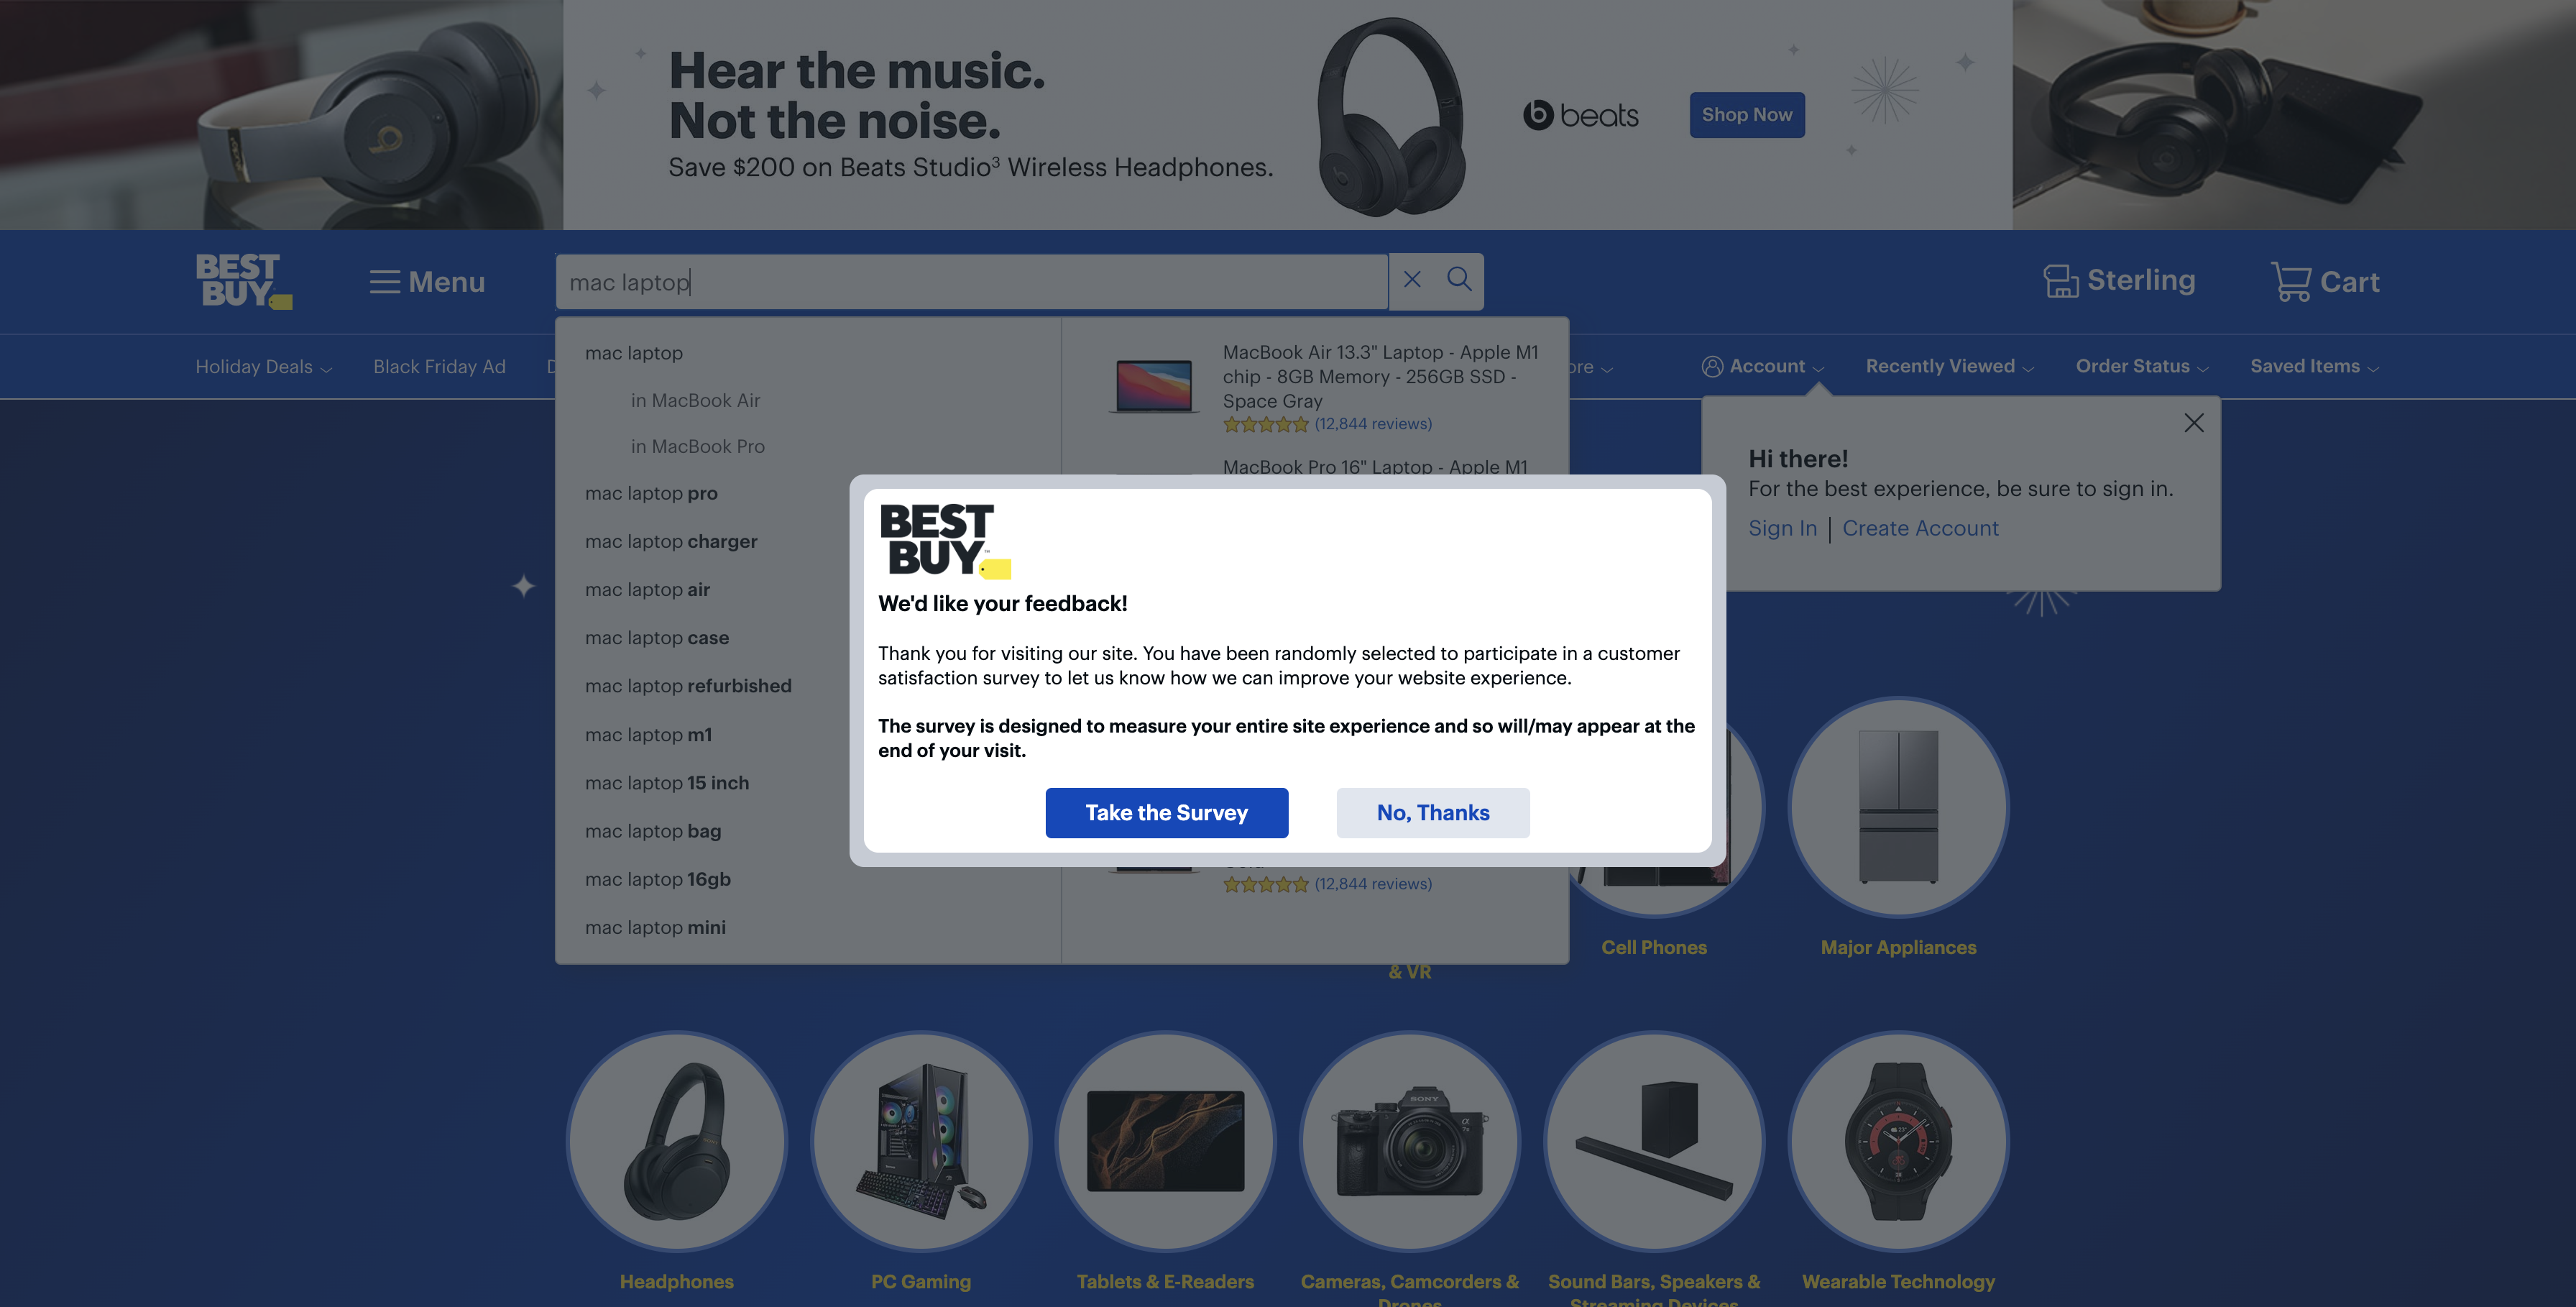 Hear the music.
Not the noise.
Save $200 on Beats Studio³ Wireless Headphones.
beats
Shop Now
BEST
BUY
Menu
mac laptop
Sterling
Cart
Holiday Deals
Black Friday Ad
Account
Recently Viewed
Order Status
Saved Items
mac laptop
in MacBook Air
in MacBook Pro
mac laptop pro
mac laptop charger
mac laptop air
mac laptop case
mac laptop refurbished
mac laptop m1
mac laptop 15 inch
mac laptop bag
mac laptop 16gb
mac laptop mini
MacBook Air 13.3" Laptop - Apple M1
chip - 8GB Memory - 256GB SSD -
Space Gray
(12,844 reviews)
MacBook Pro 16" Laptop - Apple M1
(12,844 reviews)
Hi there!
For the best experience, be sure to sign in.
Sign In | Create Account
BEST
BUY™
We'd like your feedback!
Thank you for visiting our site. You have been randomly selected to participate in a customer
satisfaction survey to let us know how we can improve your website experience.
The survey is designed to measure your entire site experience and so will/may appear at the
end of your visit.
Take the Survey
No, Thanks
& VR
Cell Phones
Major Appliances
SONY
Headphones
PC Gaming
Tablets & E-Readers
Cameras, Camcorders &
Drones
Sound Bars, Speakers &
Streaming Devices
Wearable Technology